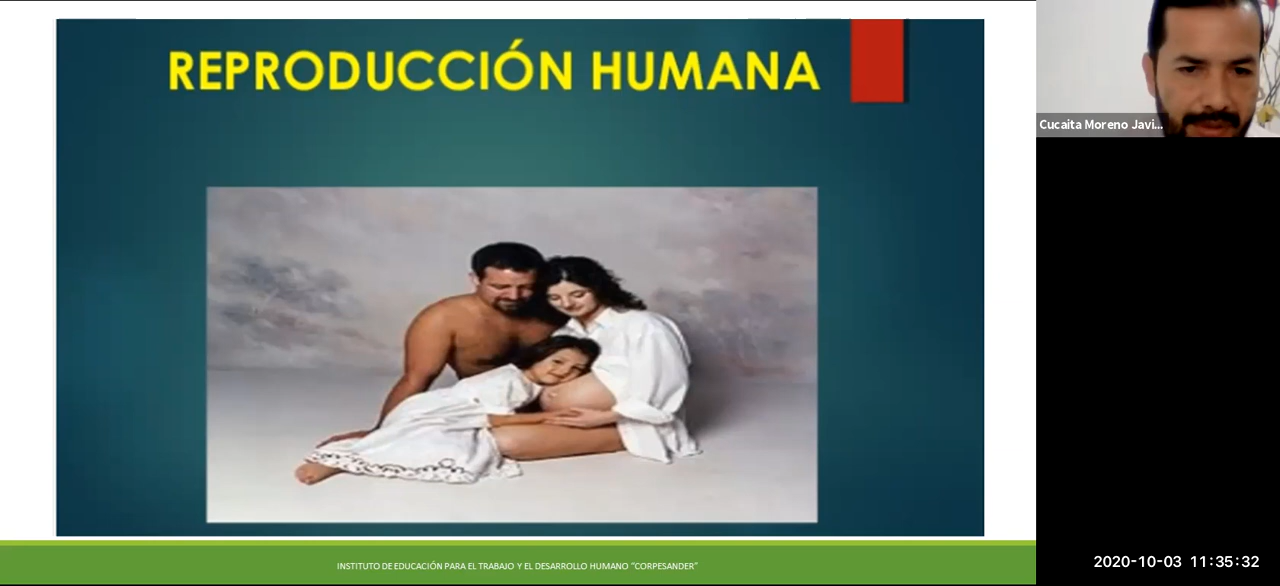 REPRODUCCIÓN HUMANA
Cucaita Moreno Javi...
INSTITUTO DE EDUCACIÓN PARA EL TRABAJO Y EL DESARROLLO HUMANO "CORPESANDER"
2020-10-03 11:35:32